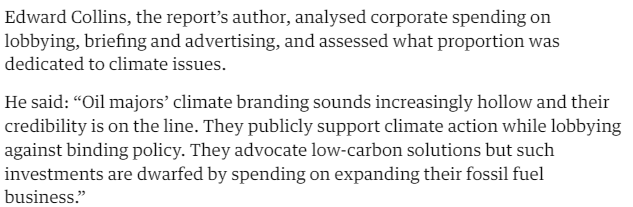 Edward Collins, the report’s author, analysed corporate spending on
lobbying, briefing and advertising, and assessed what proportion was
dedicated to climate issues.
He said: “Oil majors’ climate branding sounds increasingly hollow and their
credibility is on the line. They publicly support climate action while lobbying
against binding policy. They advocate low-carbon solutions but such
investments are dwarfed by spending on expanding their fossil fuel
business.”